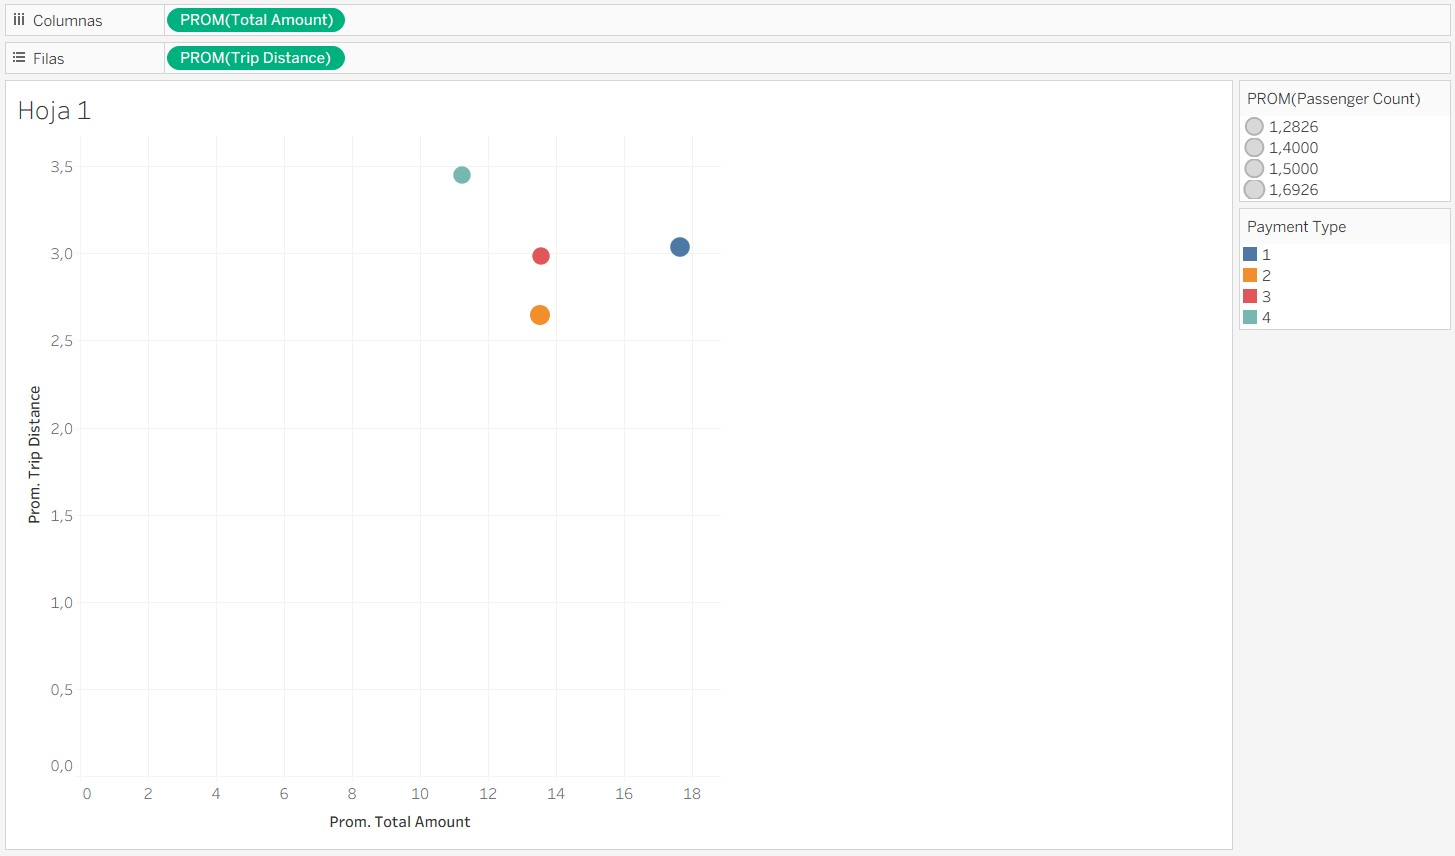 Columnas PROM(Total Amount)
Filas PROM(Trip Distance)
Hoja 1
3,5
3,0
2,5
2,0
1,5
1,0
0,5
0,0
Prom. Trip Distance
0 2 4 6 8 10 12 14 16 18
Prom. Total Amount
PROM(Passenger Count)
1,2826
1,4000
1,5000
1,6926
Payment Type
1
2
3
4